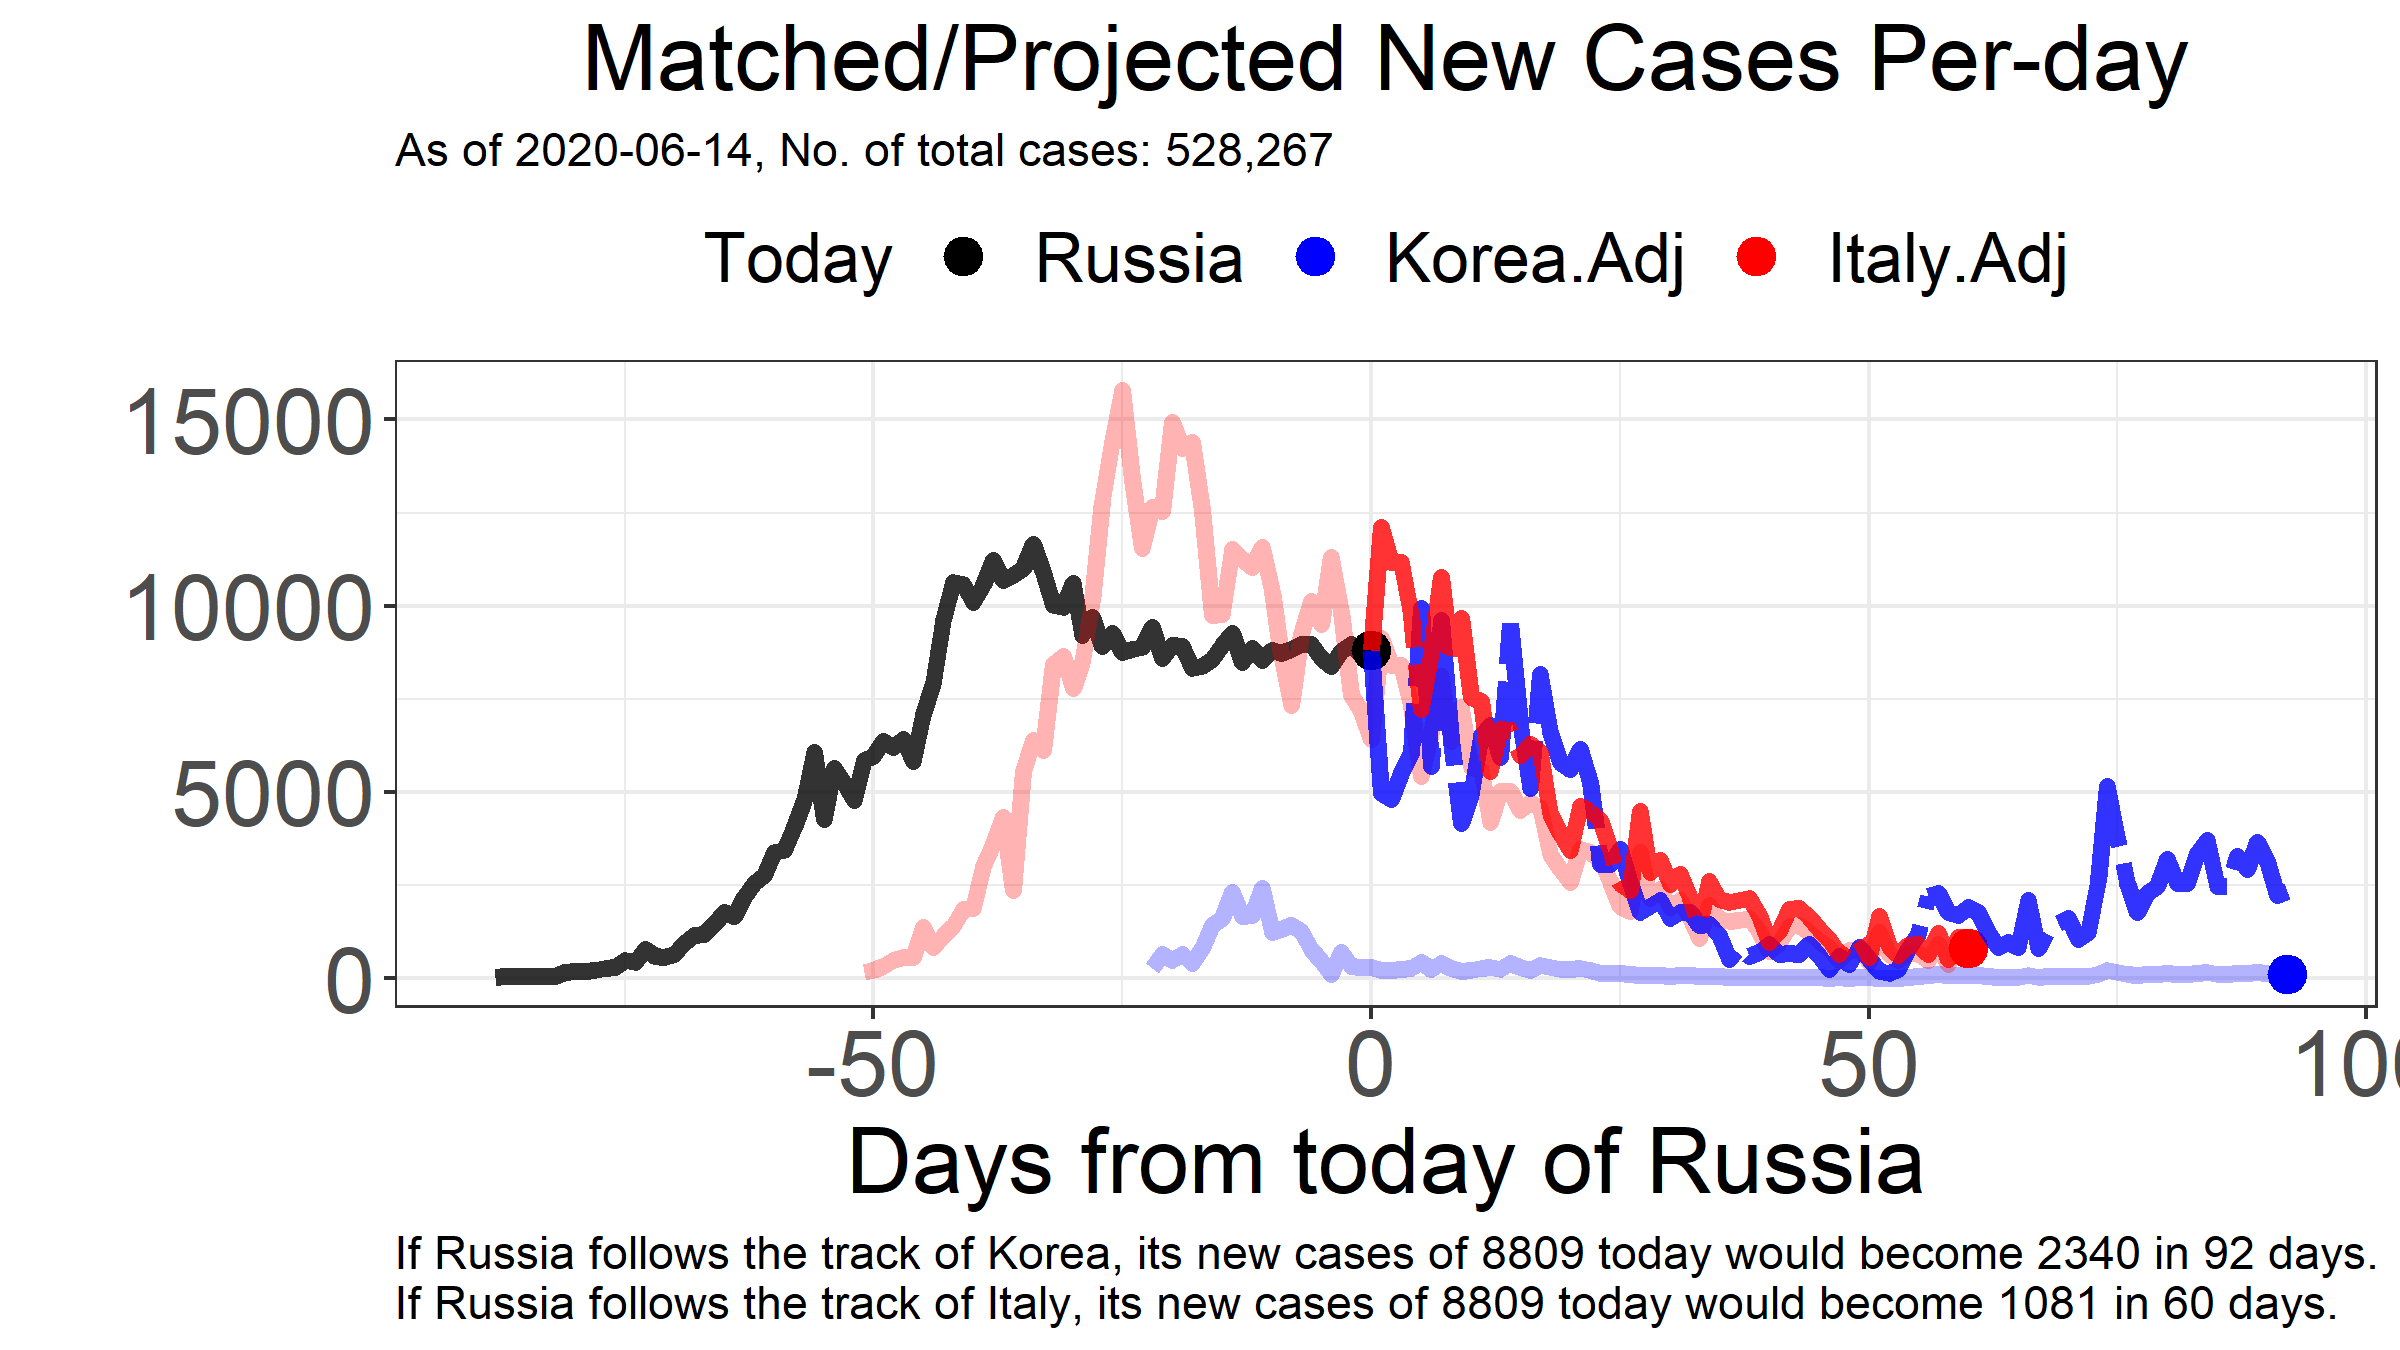 Matched/Projected New Cases Per-day
As of 2020-06-14, No. of total cases: 528,267
Today Russia Korea.Adj Italy.Adj
15000
10000
5000
0
-50 0 50 100
Days from today of Russia
If Russia follows the track of Korea, its new cases of 8809 today would become 2340 in 92 days.
If Russia follows the track of Italy, its new cases of 8809 today would become 1081 in 60 days.